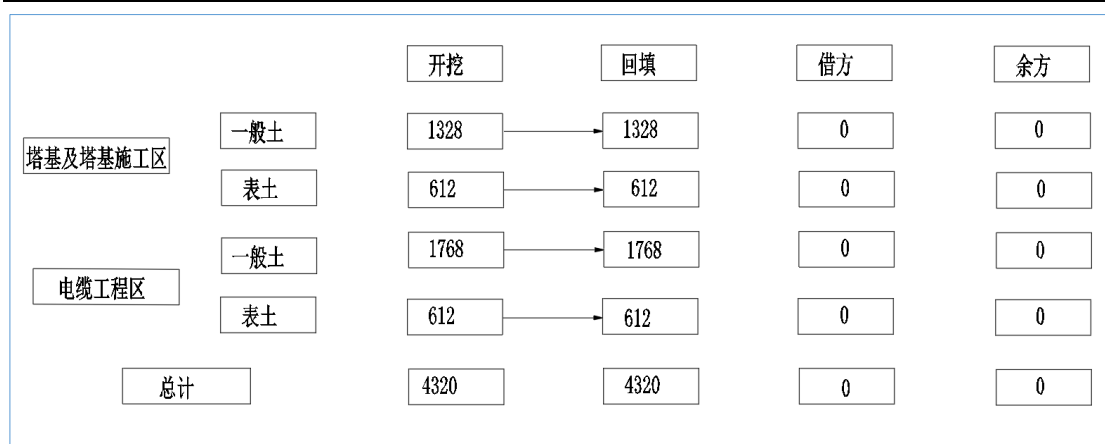 开挖 回填 借方 余方
一般土 1328 1328 0 0
塔基及塔基施工区
表土 612 612 0 0
一般土 1768 1768 0 0
电缆工程区
表土 612 612 0 0
总计 4320 4320 0 0